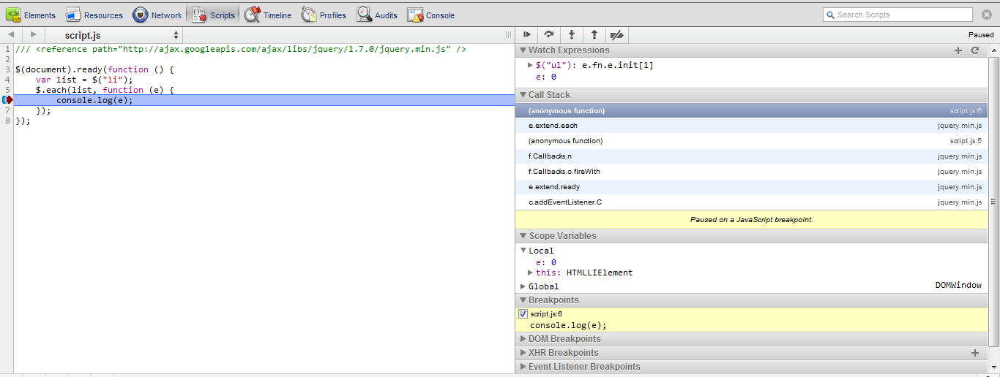 Elements Resources Network Scripts Timeline Profiles Audits Console Search Scripts
script.js Paused
1 /// <reference path="http://ajax.googleapis.com/ajax/libs/jquery/1.7.0/jquery.min.js" />
2
3 $(document).ready(function () {
4     var list = $("li");
5     $.each(list, function (e) {
        console.log(e);
7     });
8 });
Watch Expressions
$("ul"): e.fn.e.init[1]
e: 0
Call Stack
(anonymous function) script.js:6
e.extend.each jquery.min.js
(anonymous function) script.js:5
f.Callbacks.n jquery.min.js
f.Callbacks.o.fireWith jquery.min.js
e.extend.ready jquery.min.js
c.addEventListener.C jquery.min.js
Paused on a JavaScript breakpoint.
Scope Variables
Local
e: 0
this: HTMLLIElement
Global DOMWindow
Breakpoints
script.js:6
console.log(e);
DOM Breakpoints
XHR Breakpoints
Event Listener Breakpoints